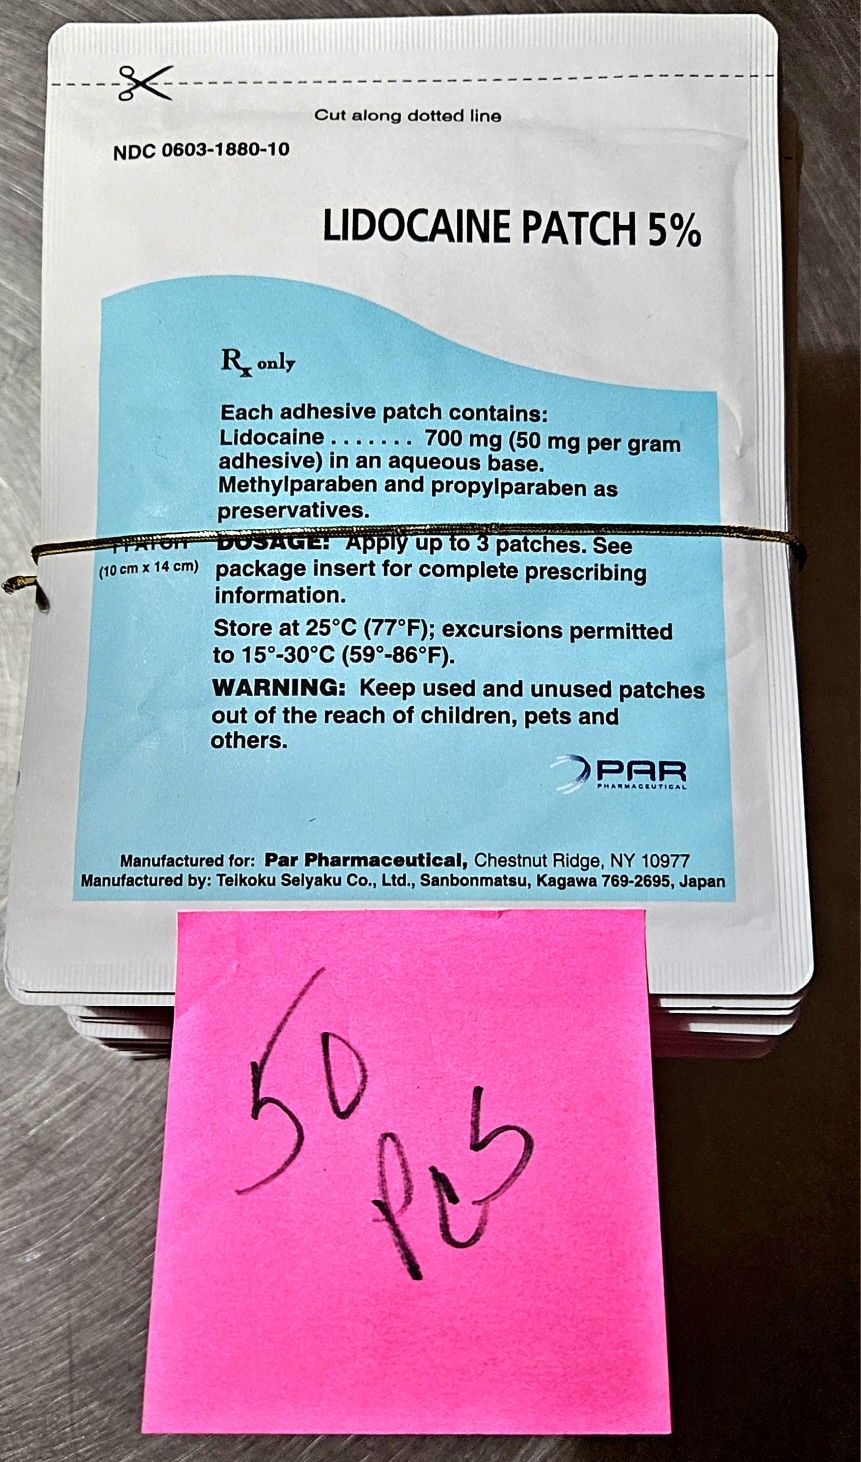 Cut along dotted line
NDC 0603-1880-10
LIDOCAINE PATCH 5%
Rx only
Each adhesive patch contains:
Lidocaine ....... 700 mg (50 mg per gram
adhesive) in an aqueous base.
Methylparaben and propylparaben as
preservatives.
1 PATCH
(10 cm x 14 cm)
DOSAGE: Apply up to 3 patches. See
package insert for complete prescribing
information.
Store at 25°C (77°F); excursions permitted
to 15°-30°C (59°-86°F).
WARNING: Keep used and unused patches
out of the reach of children, pets and
others.
PAR
PHARMACEUTICAL
Manufactured for: Par Pharmaceutical, Chestnut Ridge, NY 10977
Manufactured by: Teikoku Seiyaku Co., Ltd., Sanbonmatsu, Kagawa 769-2695, Japan
50
Pcs